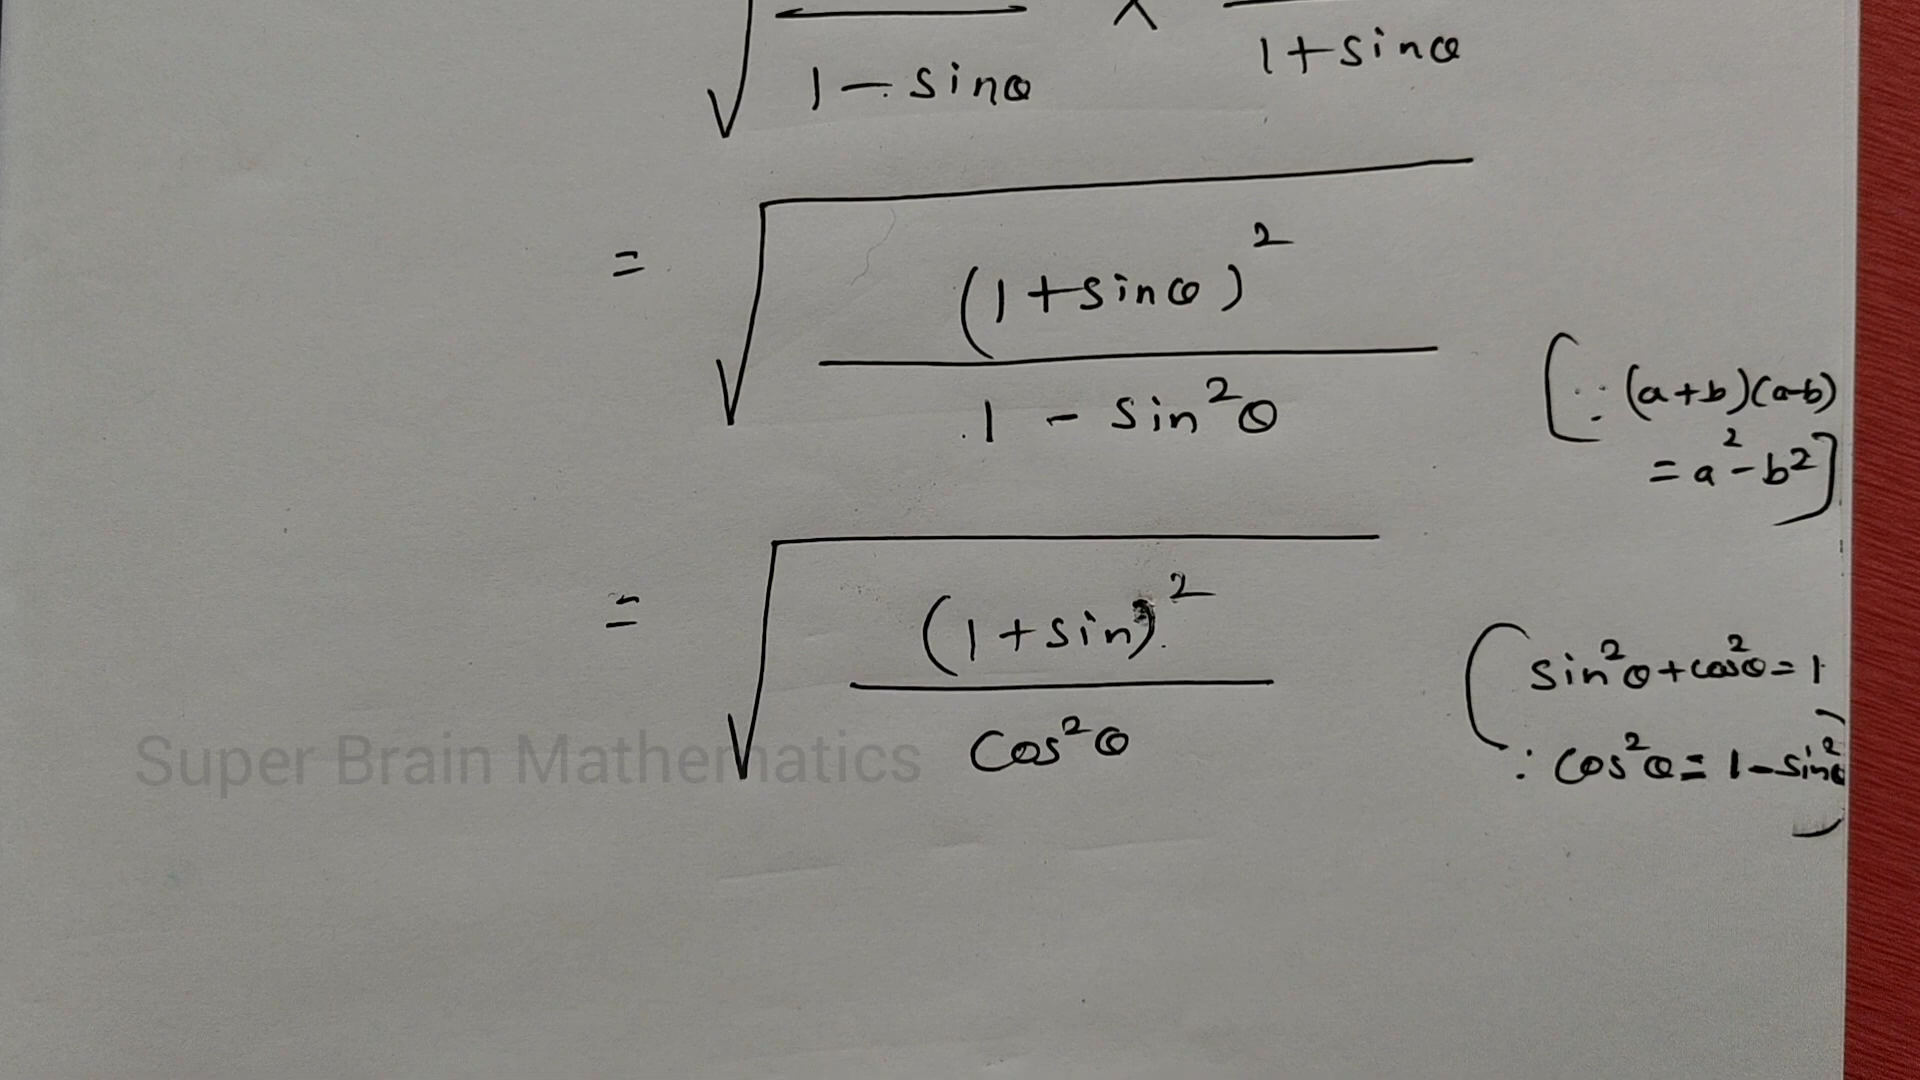 1 - sinθ × 1 + sinθ
= √ (1 + sinθ)²
1 - sin²θ
[∵ (a+b)(a-b)
= a² - b²]
= √ (1 + sin)²
cos²θ
(sin²θ + cos²θ = 1
∴ cos²θ = 1 - sin²θ)
Super Brain Mathematics